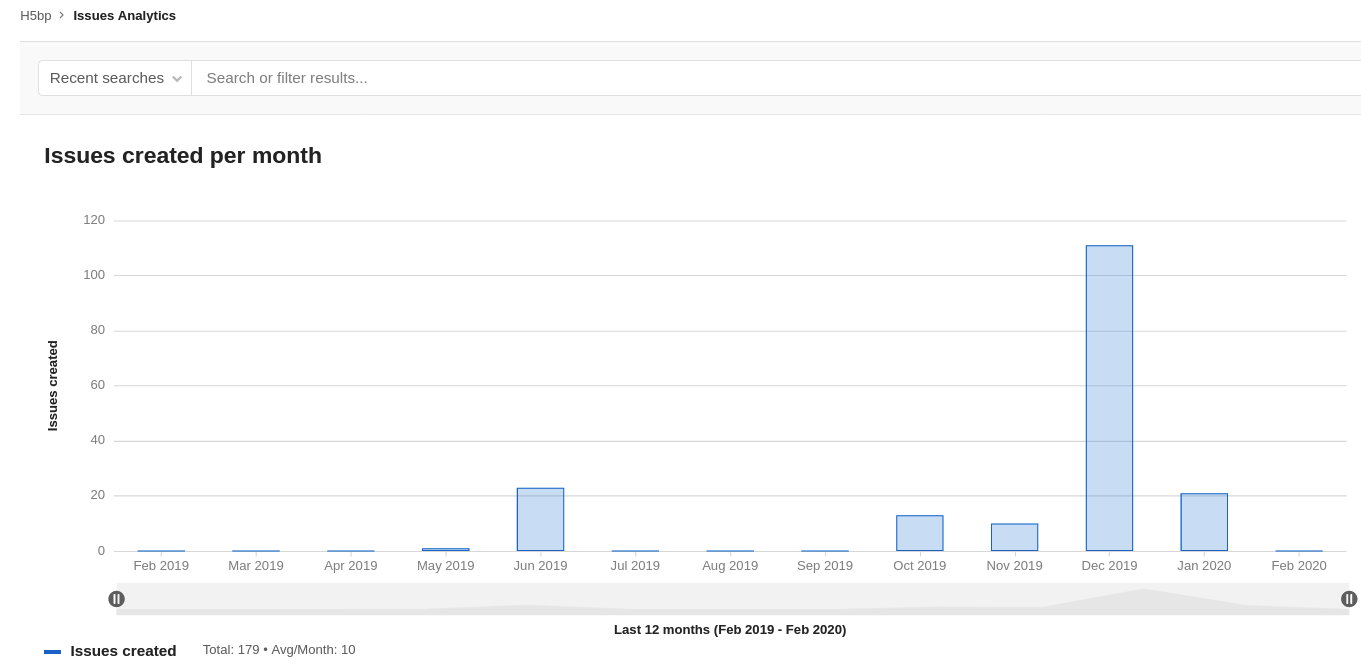 H5bp > Issues Analytics
Recent searches Search or filter results...
Issues created per month
120
100
80
60
40
20
0
Issues created
Feb 2019 Mar 2019 Apr 2019 May 2019 Jun 2019 Jul 2019 Aug 2019 Sep 2019 Oct 2019 Nov 2019 Dec 2019 Jan 2020 Feb 2020
Last 12 months (Feb 2019 - Feb 2020)
Issues created Total: 179 • Avg/Month: 10